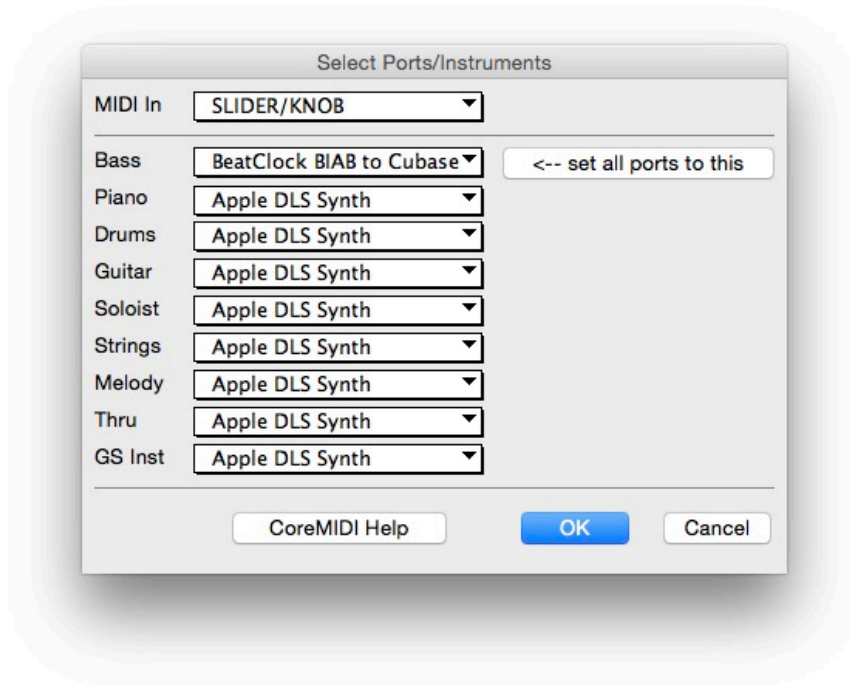 Select Ports/Instruments
MIDI In SLIDER/KNOB
Bass BeatClock BIAB to Cubase <-- set all ports to this
Piano Apple DLS Synth
Drums Apple DLS Synth
Guitar Apple DLS Synth
Soloist Apple DLS Synth
Strings Apple DLS Synth
Melody Apple DLS Synth
Thru Apple DLS Synth
GS Inst Apple DLS Synth
CoreMIDI Help OK Cancel